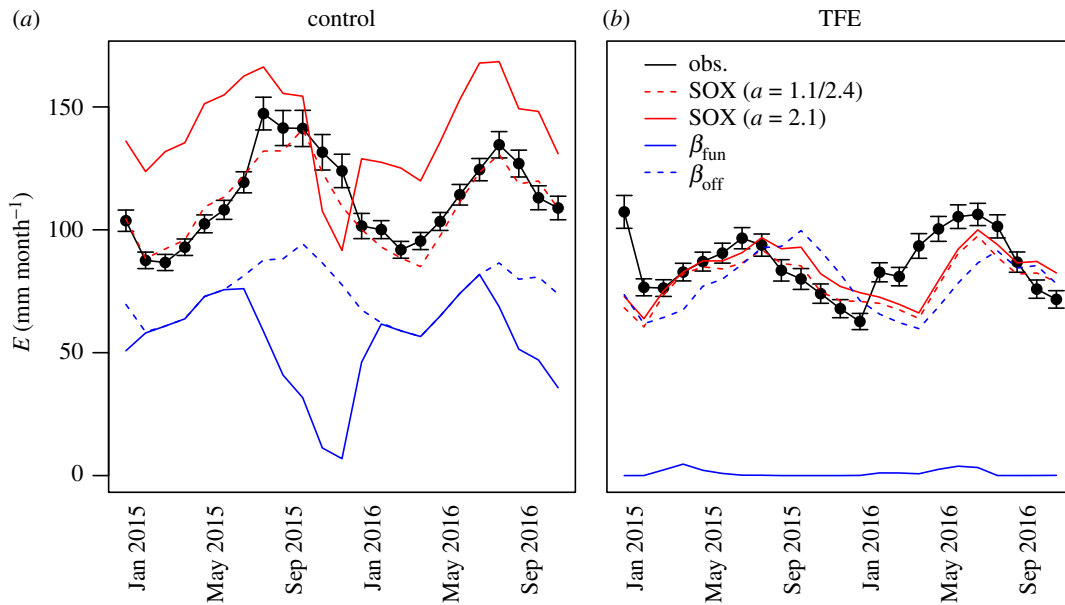 (a) control
(b) TFE
E (mm month⁻¹)
150
100
50
0
obs.
SOX (a = 1.1/2.4)
SOX (a = 2.1)
βfun
βoff
Jan 2015
May 2015
Sep 2015
Jan 2016
May 2016
Sep 2016
Jan 2015
May 2015
Sep 2015
Jan 2016
May 2016
Sep 2016